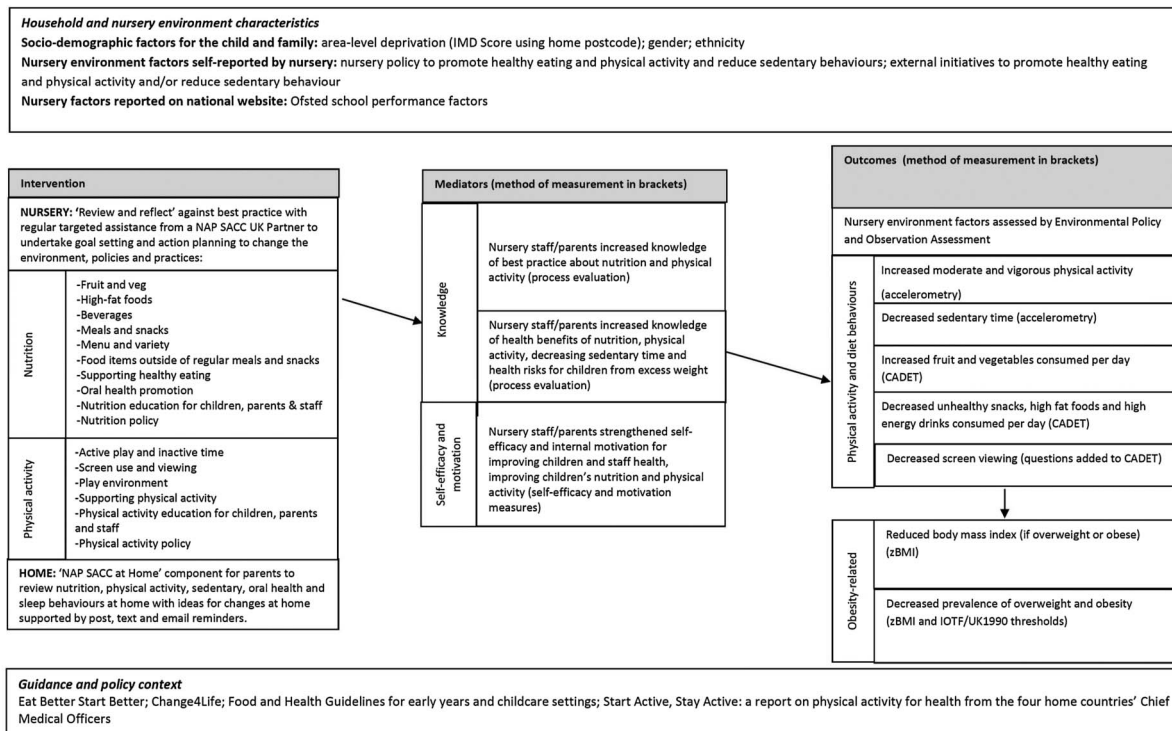 Household and nursery environment characteristics
Socio-demographic factors for the child and family: area-level deprivation (IMD Score using home postcode); gender; ethnicity
Nursery environment factors self-reported by nursery: nursery policy to promote healthy eating and physical activity and reduce sedentary behaviours; external initiatives to promote healthy eating
and physical activity and/or reduce sedentary behaviour
Nursery factors reported on national website: Ofsted school performance factors
Intervention
NURSERY: ‘Review and reflect’ against best practice with
regular targeted assistance from a NAP SACC UK Partner to
undertake goal setting and action planning to change the
environment, policies and practices:
Nutrition
-Fruit and veg
-High-fat foods
-Beverages
-Meals and snacks
-Menu and variety
-Food items outside of regular meals and snacks
-Supporting healthy eating
-Oral health promotion
-Nutrition education for children, parents & staff
-Nutrition policy
Physical activity
-Active play and inactive time
-Screen use and viewing
-Play environment
-Supporting physical activity
-Physical activity education for children, parents
and staff
-Physical activity policy
HOME: ‘NAP SACC at Home’ component for parents to
review nutrition, physical activity, sedentary, oral health and
sleep behaviours at home with ideas for changes at home
supported by post, text and email reminders.
Mediators (method of measurement in brackets)
Knowledge
Nursery staff/parents increased knowledge
of best practice about nutrition and physical
activity (process evaluation)
Nursery staff/parents increased knowledge
of health benefits of nutrition, physical
activity, decreasing sedentary time and
health risks for children from excess weight
(process evaluation)
Self-efficacy and
motivation
Nursery staff/parents strengthened self-
efficacy and internal motivation for
improving children and staff health,
improving children’s nutrition and physical
activity (self-efficacy and motivation
measures)
Outcomes (method of measurement in brackets)
Nursery environment factors assessed by Environmental Policy
and Observation Assessment
Physical activity and diet behaviours
Increased moderate and vigorous physical activity
(accelerometry)
Decreased sedentary time (accelerometry)
Increased fruit and vegetables consumed per day
(CADET)
Decreased unhealthy snacks, high fat foods and high
energy drinks consumed per day (CADET)
Decreased screen viewing (questions added to CADET)
Obesity-related
Reduced body mass index (if overweight or obese)
(zBMI)
Decreased prevalence of overweight and obesity
(zBMI and IOTF/UK1990 thresholds)
Guidance and policy context
Eat Better Start Better; Change4Life; Food and Health Guidelines for early years and childcare settings; Start Active, Stay Active: a report on physical activity for health from the four home countries’ Chief
Medical Officers